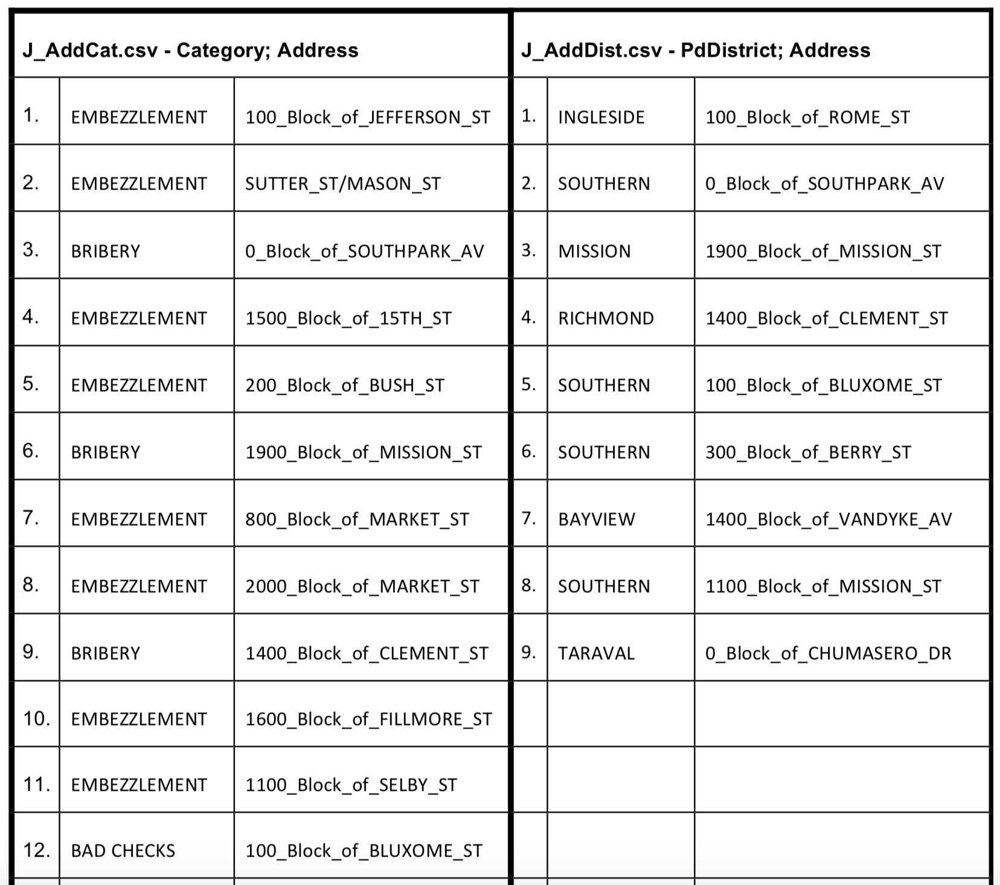 J_AddCat.csv - Category; Address J_AddDist.csv - PdDistrict; Address
1. EMBEZZLEMENT 100_Block_of_JEFFERSON_ST 1. INGLESIDE 100_Block_of_ROME_ST
2. EMBEZZLEMENT SUTTER_ST/MASON_ST 2. SOUTHERN 0_Block_of_SOUTHPARK_AV
3. BRIBERY 0_Block_of_SOUTHPARK_AV 3. MISSION 1900_Block_of_MISSION_ST
4. EMBEZZLEMENT 1500_Block_of_15TH_ST 4. RICHMOND 1400_Block_of_CLEMENT_ST
5. EMBEZZLEMENT 200_Block_of_BUSH_ST 5. SOUTHERN 100_Block_of_BLUXOME_ST
6. BRIBERY 1900_Block_of_MISSION_ST 6. SOUTHERN 300_Block_of_BERRY_ST
7. EMBEZZLEMENT 800_Block_of_MARKET_ST 7. BAYVIEW 1400_Block_of_VANDYKE_AV
8. EMBEZZLEMENT 2000_Block_of_MARKET_ST 8. SOUTHERN 1100_Block_of_MISSION_ST
9. BRIBERY 1400_Block_of_CLEMENT_ST 9. TARAVAL 0_Block_of_CHUMASERO_DR
10. EMBEZZLEMENT 1600_Block_of_FILLMORE_ST
11. EMBEZZLEMENT 1100_Block_of_SELBY_ST
12. BAD CHECKS 100_Block_of_BLUXOME_ST